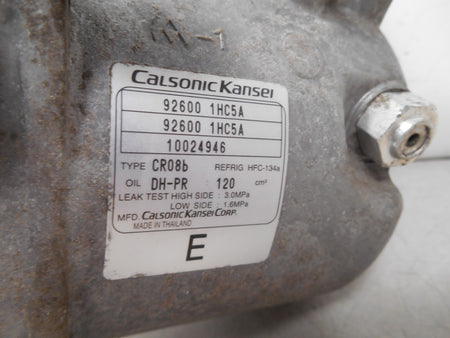 CalsonicKansei
92600 1HC5A
92600 1HC5A
10024946
TYPE CR08b REFRIG HFC-134a
OIL DH-PR 120 cm³
LEAK TEST HIGH SIDE : 3.0MPa
LOW SIDE : 1.6MPa
MFD. CalsonicKansei CORP.
MADE IN THAILAND
E